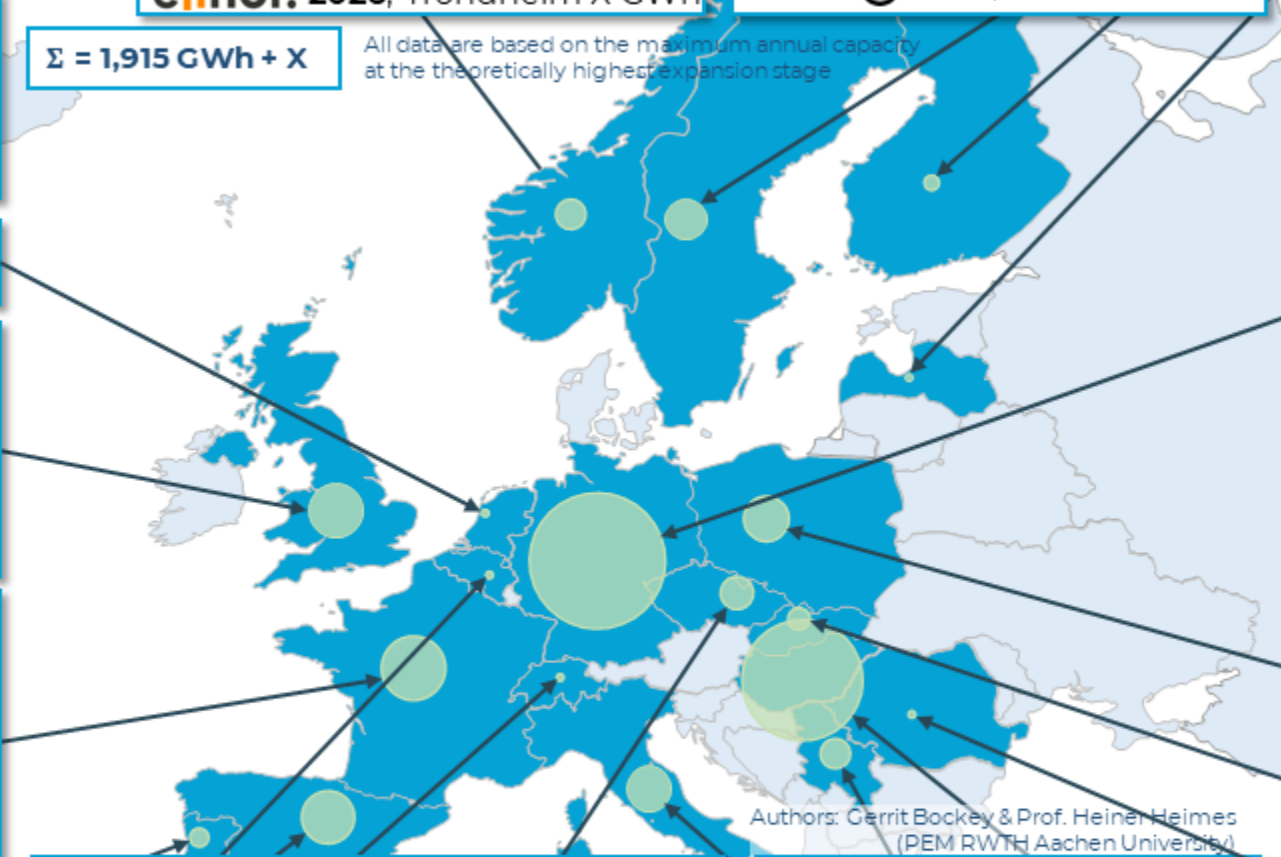 2028, Trondheim X GWh
Σ = 1,915 GWh + X
All data are based on the maximum annual capacity
at the theoretically highest expansion stage
Authors: Gerrit Bockey & Prof. Heiner Heimes
(PEM RWTH Aachen University)